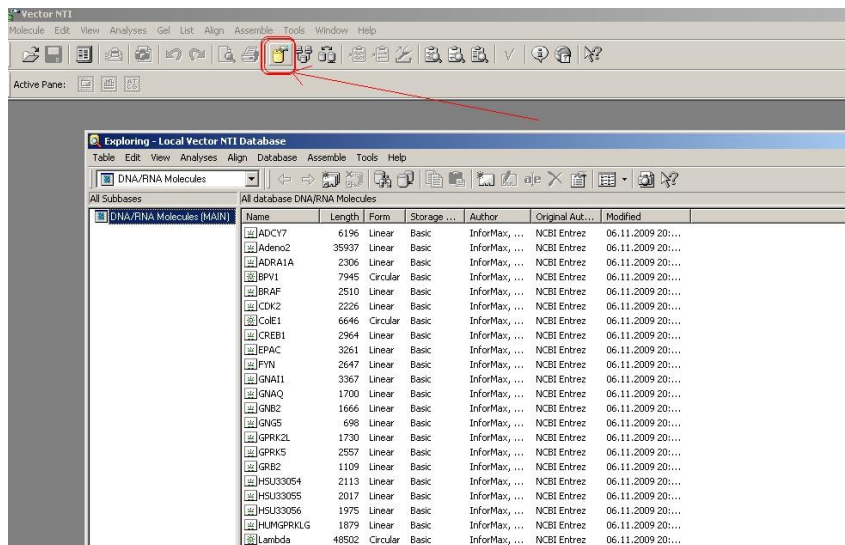 Vector NTI
Molecule Edit View Analyses Gel List Align Assemble Tools Window Help
Active Pane:
Exploring - Local Vector NTI Database
Table Edit View Analyses Align Database Assemble Tools Help
DNA/RNA Molecules
All Subbases All database DNA/RNA Molecules
DNA/RNA Molecules (MAIN) Name Length Form Storage ... Author Original Aut... Modified
ADCY7 6196 Linear Basic InforMax, ... NCBI Entrez 06.11.2009 20:...
Adeno2 35937 Linear Basic InforMax, ... NCBI Entrez 06.11.2009 20:...
ADRA1A 2306 Linear Basic InforMax, ... NCBI Entrez 06.11.2009 20:...
BPV1 7945 Circular Basic InforMax, ... NCBI Entrez 06.11.2009 20:...
BRAF 2510 Linear Basic InforMax, ... NCBI Entrez 06.11.2009 20:...
CDK2 2226 Linear Basic InforMax, ... NCBI Entrez 06.11.2009 20:...
ColE1 6646 Circular Basic InforMax, ... NCBI Entrez 06.11.2009 20:...
CREB1 2964 Linear Basic InforMax, ... NCBI Entrez 06.11.2009 20:...
EPAC 3261 Linear Basic InforMax, ... NCBI Entrez 06.11.2009 20:...
FYN 2647 Linear Basic InforMax, ... NCBI Entrez 06.11.2009 20:...
GNAI1 3367 Linear Basic InforMax, ... NCBI Entrez 06.11.2009 20:...
GNAQ 1700 Linear Basic InforMax, ... NCBI Entrez 06.11.2009 20:...
GNB2 1666 Linear Basic InforMax, ... NCBI Entrez 06.11.2009 20:...
GNG5 698 Linear Basic InforMax, ... NCBI Entrez 06.11.2009 20:...
GPRK2L 1730 Linear Basic InforMax, ... NCBI Entrez 06.11.2009 20:...
GPRK5 2557 Linear Basic InforMax, ... NCBI Entrez 06.11.2009 20:...
GRB2 1109 Linear Basic InforMax, ... NCBI Entrez 06.11.2009 20:...
HSU33054 2113 Linear Basic InforMax, ... NCBI Entrez 06.11.2009 20:...
HSU33055 2017 Linear Basic InforMax, ... NCBI Entrez 06.11.2009 20:...
HSU33056 1975 Linear Basic InforMax, ... NCBI Entrez 06.11.2009 20:...
HUMGPRKLG 1879 Linear Basic InforMax, ... NCBI Entrez 06.11.2009 20:...
Lambda 48502 Circular Basic InforMax, ... NCBI Entrez 06.11.2009 20:...